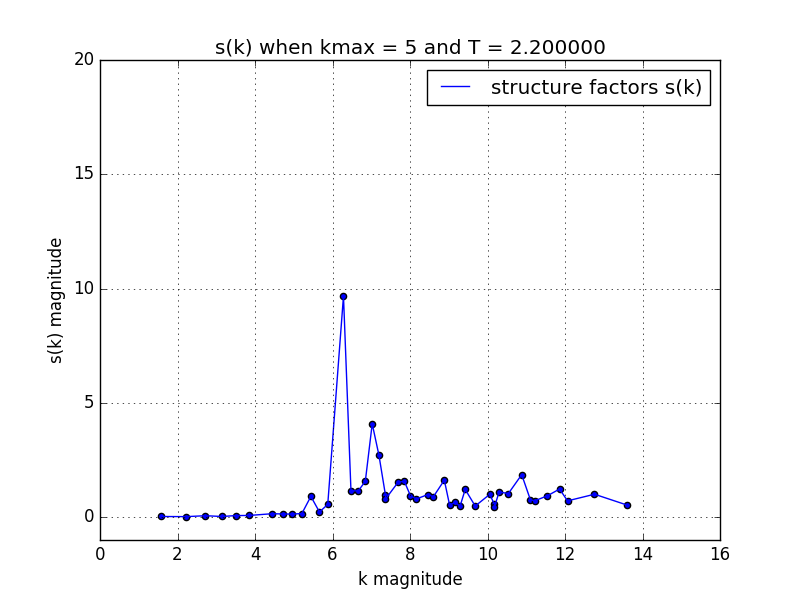 s(k) when kmax = 5 and T = 2.200000
structure factors s(k)
20
15
10
5
0
s(k) magnitude
0 2 4 6 8 10 12 14 16
k magnitude